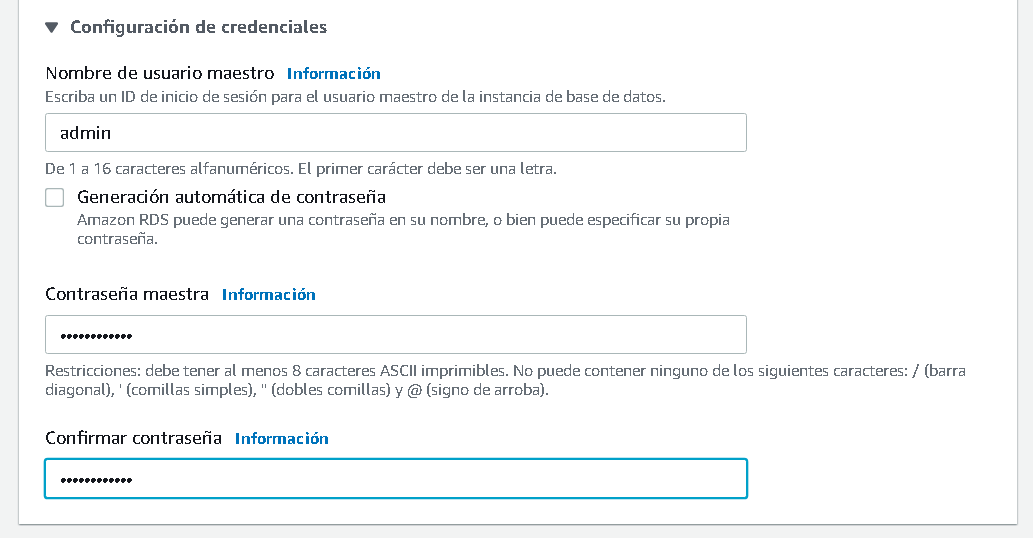 Configuración de credenciales
Nombre de usuario maestro Información
Escriba un ID de inicio de sesión para el usuario maestro de la instancia de base de datos.
admin
De 1 a 16 caracteres alfanuméricos. El primer carácter debe ser una letra.
Generación automática de contraseña
Amazon RDS puede generar una contraseña en su nombre, o bien puede especificar su propia
contraseña.
Contraseña maestra Información
••••••••••••
Restricciones: debe tener al menos 8 caracteres ASCII imprimibles. No puede contener ninguno de los siguientes caracteres: / (barra
diagonal), ' (comillas simples), " (dobles comillas) y @ (signo de arroba).
Confirmar contraseña Información
••••••••••••